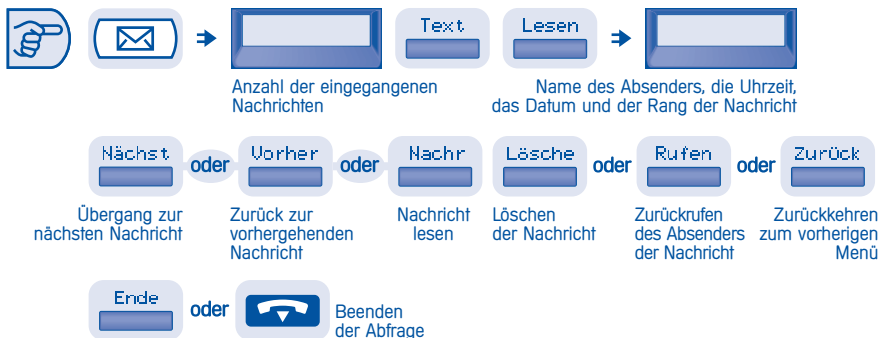 Text
Lesen
Anzahl der eingegangenen
Nachrichten
Name des Absenders, die Uhrzeit,
das Datum und der Rang der Nachricht
Nächst oder Vorher oder Nachr Lösche oder Rufen oder Zurück
Übergang zur
nächsten Nachricht
Zurück zur
vorhergehenden
Nachricht
Nachricht
lesen
Löschen
der Nachricht
Zurückrufen
des Absenders
der Nachricht
Zurückkehren
zum vorherigen
Menü
Ende oder
Beenden
der Abfrage